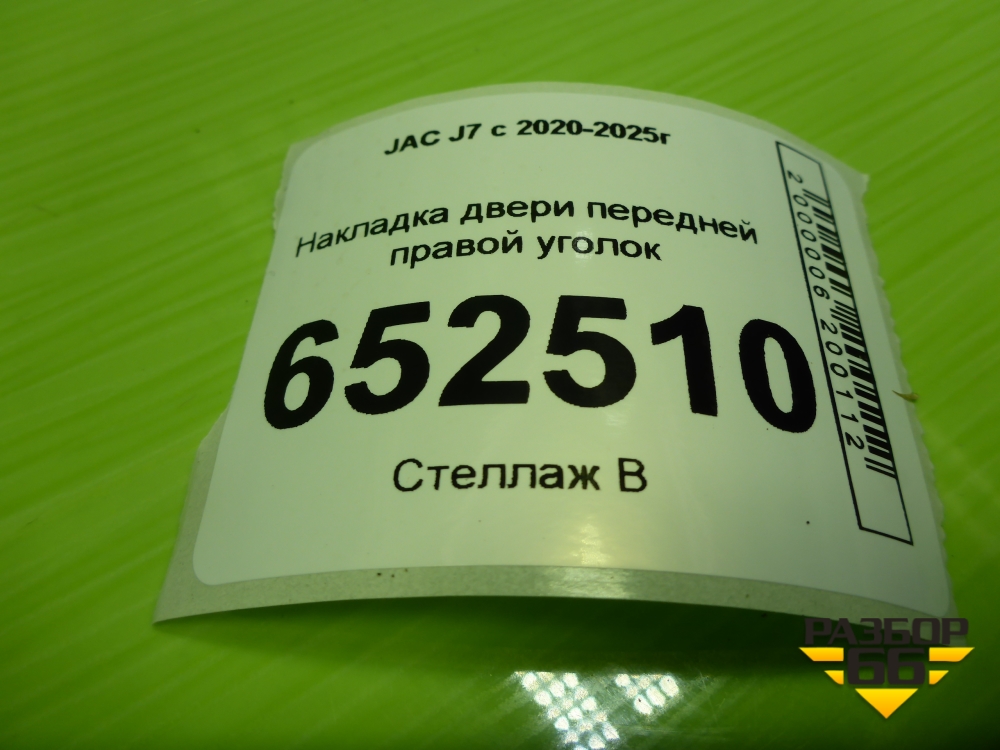 JAC J7 с 2020-2025г
Накладка двери передней
правой уголок
652510
Стеллаж В
2000006200112
РАЗБОР
66